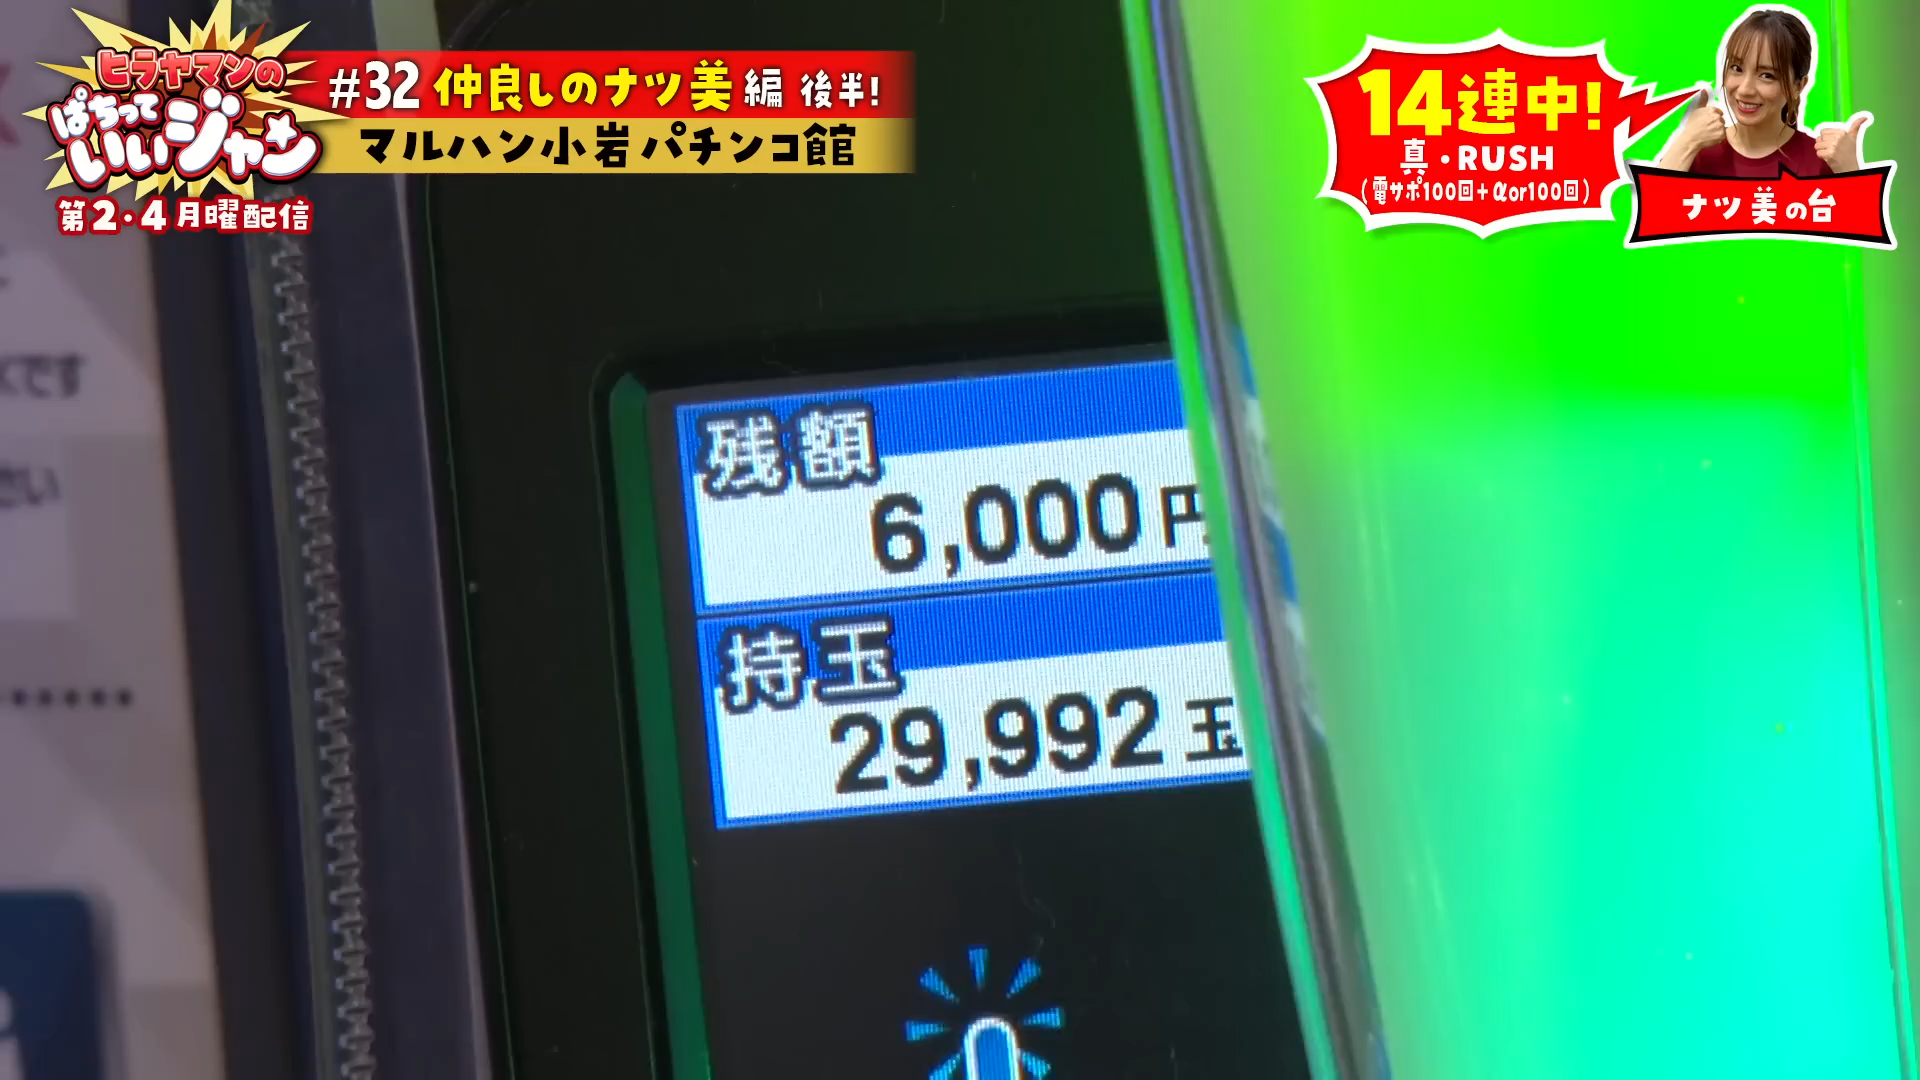 ヒラヤマンの
ぱちって
いいジャン
第2・4月曜配信
#32 仲良しのナツ美編 後半!
マルハン小岩パチンコ館
14連中!
真・RUSH
(電サポ100回+αor100回)
ナツ美の台
です
残額
6,000円
持玉
29,992玉